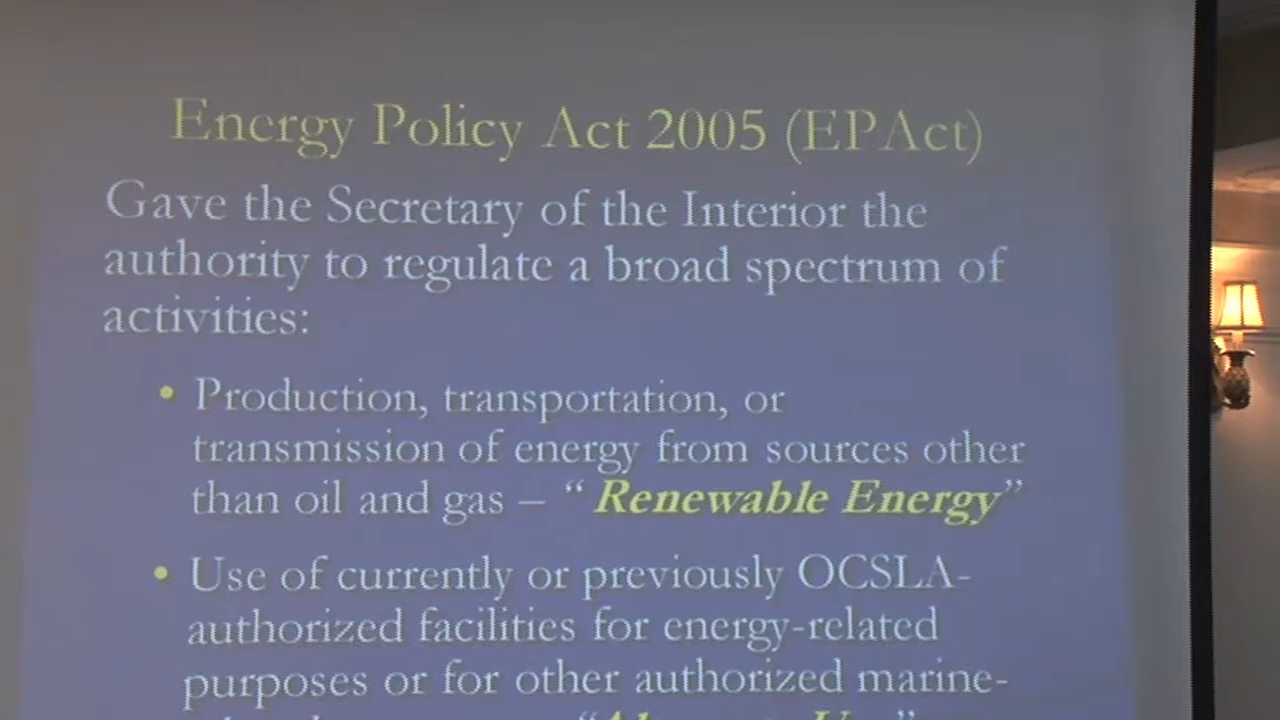 Energy Policy Act 2005 (EPAct)
Gave the Secretary of the Interior the
authority to regulate a broad spectrum of
activities:
• Production, transportation, or
transmission of energy from sources other
than oil and gas – “ Renewable Energy”
• Use of currently or previously OCSLA-
authorized facilities for energy-related
purposes or for other authorized marine-